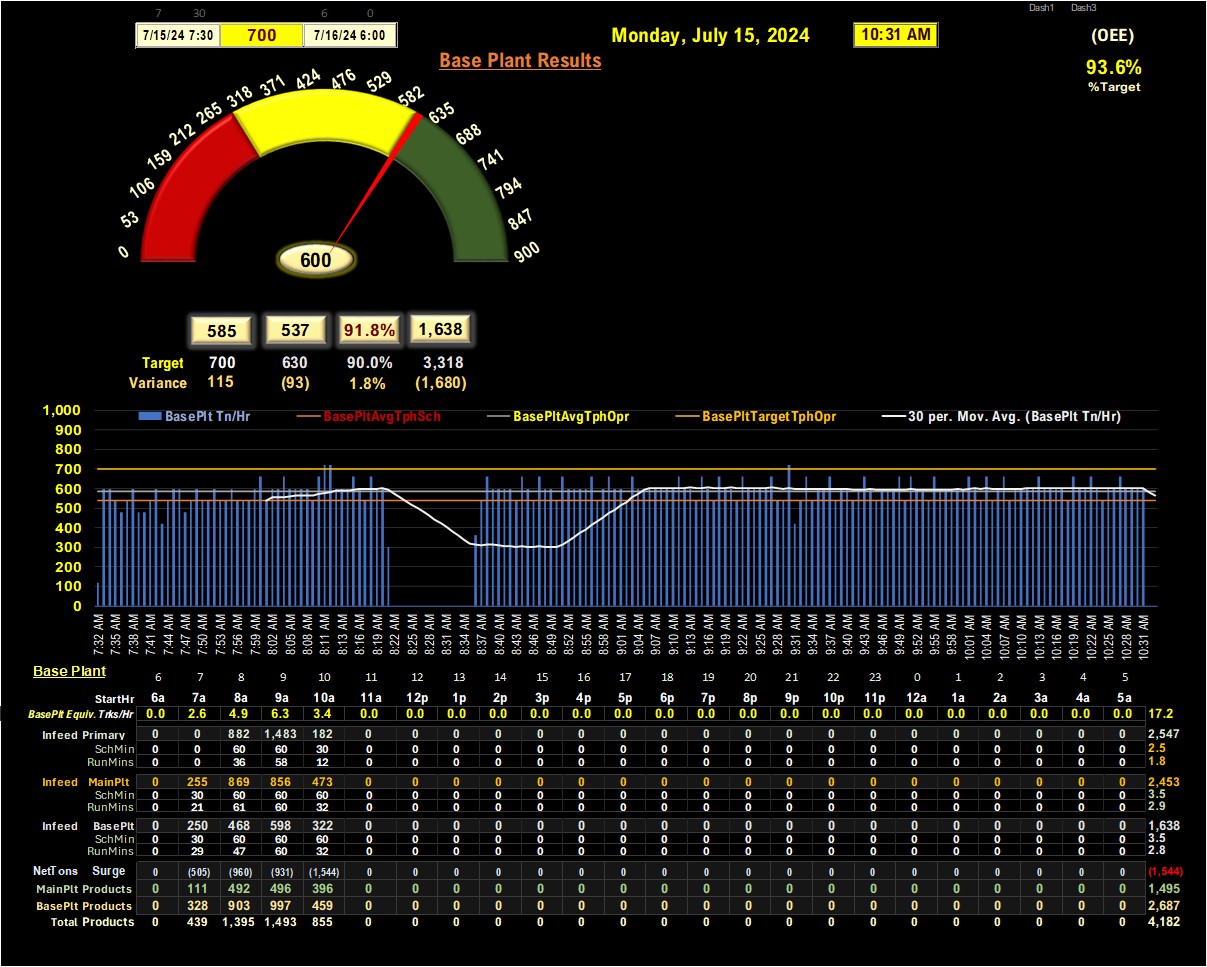 7 30 6 0 Dash1 Dash3
7/15/24 7:30 700 7/16/24 6:00 Monday, July 15, 2024 10:31 AM (OEE)
Base Plant Results 93.6%
%Target
0 53 106 159 212 265 318 371 424 476 529 582 635 688 741 794 847 900
600
585 537 91.8% 1,638
Target 700 630 90.0% 3,318
Variance 115 (93) 1.8% (1,680)
BasePlt Tn/Hr BasePltAvgTphSch BasePltAvgTphOpr BasePltTargetTphOpr 30 per. Mov. Avg. (BasePlt Tn/Hr)
1,000
900
800
700
600
500
400
300
200
100
0
7:32 AM 7:35 AM 7:38 AM 7:41 AM 7:44 AM 7:47 AM 7:50 AM 7:53 AM 7:56 AM 7:59 AM 8:02 AM 8:05 AM 8:08 AM 8:11 AM 8:13 AM 8:16 AM 8:19 AM 8:22 AM 8:25 AM 8:28 AM 8:31 AM 8:34 AM 8:37 AM 8:40 AM 8:43 AM 8:46 AM 8:49 AM 8:52 AM 8:55 AM 8:58 AM 9:01 AM 9:04 AM 9:07 AM 9:10 AM 9:13 AM 9:16 AM 9:19 AM 9:22 AM 9:25 AM 9:28 AM 9:31 AM 9:34 AM 9:37 AM 9:40 AM 9:43 AM 9:46 AM 9:49 AM 9:52 AM 9:55 AM 9:58 AM 10:01 AM 10:04 AM 10:07 AM 10:10 AM 10:13 AM 10:16 AM 10:19 AM 10:22 AM 10:25 AM 10:28 AM 10:31 AM
Base Plant 6 7 8 9 10 11 12 13 14 15 16 17 18 19 20 21 22 23 0 1 2 3 4 5
StartHr 6a 7a 8a 9a 10a 11a 12p 1p 2p 3p 4p 5p 6p 7p 8p 9p 10p 11p 12a 1a 2a 3a 4a 5a
BasePlt Equiv. Trks/Hr 0.0 2.6 4.9 6.3 3.4 0.0 0.0 0.0 0.0 0.0 0.0 0.0 0.0 0.0 0.0 0.0 0.0 0.0 0.0 0.0 0.0 0.0 0.0 0.0 17.2
Infeed Primary 0 0 882 1,483 182 0 0 0 0 0 0 0 0 0 0 0 0 0 0 0 0 0 0 0 2,547
SchMin 0 0 60 60 30 0 0 0 0 0 0 0 0 0 0 0 0 0 0 0 0 0 0 0 2.5
RunMins 0 0 36 58 12 0 0 0 0 0 0 0 0 0 0 0 0 0 0 0 0 0 0 0 1.8
Infeed MainPlt 0 255 869 856 473 0 0 0 0 0 0 0 0 0 0 0 0 0 0 0 0 0 0 0 2,453
SchMin 0 30 60 60 60 0 0 0 0 0 0 0 0 0 0 0 0 0 0 0 0 0 0 0 3.5
RunMins 0 21 61 60 32 0 0 0 0 0 0 0 0 0 0 0 0 0 0 0 0 0 0 0 2.9
Infeed BasePlt 0 250 468 598 322 0 0 0 0 0 0 0 0 0 0 0 0 0 0 0 0 0 0 0 1,638
SchMin 0 30 60 60 60 0 0 0 0 0 0 0 0 0 0 0 0 0 0 0 0 0 0 0 3.5
RunMins 0 29 47 60 32 0 0 0 0 0 0 0 0 0 0 0 0 0 0 0 0 0 0 0 2.8
NetTons Surge 0 (505) (960) (931) (1,544) 0 0 0 0 0 0 0 0 0 0 0 0 0 0 0 0 0 0 0 (1,544)
MainPlt Products 0 111 492 496 396 0 0 0 0 0 0 0 0 0 0 0 0 0 0 0 0 0 0 0 1,495
BasePlt Products 0 328 903 997 459 0 0 0 0 0 0 0 0 0 0 0 0 0 0 0 0 0 0 0 2,687
Total Products 0 439 1,395 1,493 855 0 0 0 0 0 0 0 0 0 0 0 0 0 0 0 0 0 0 0 4,182